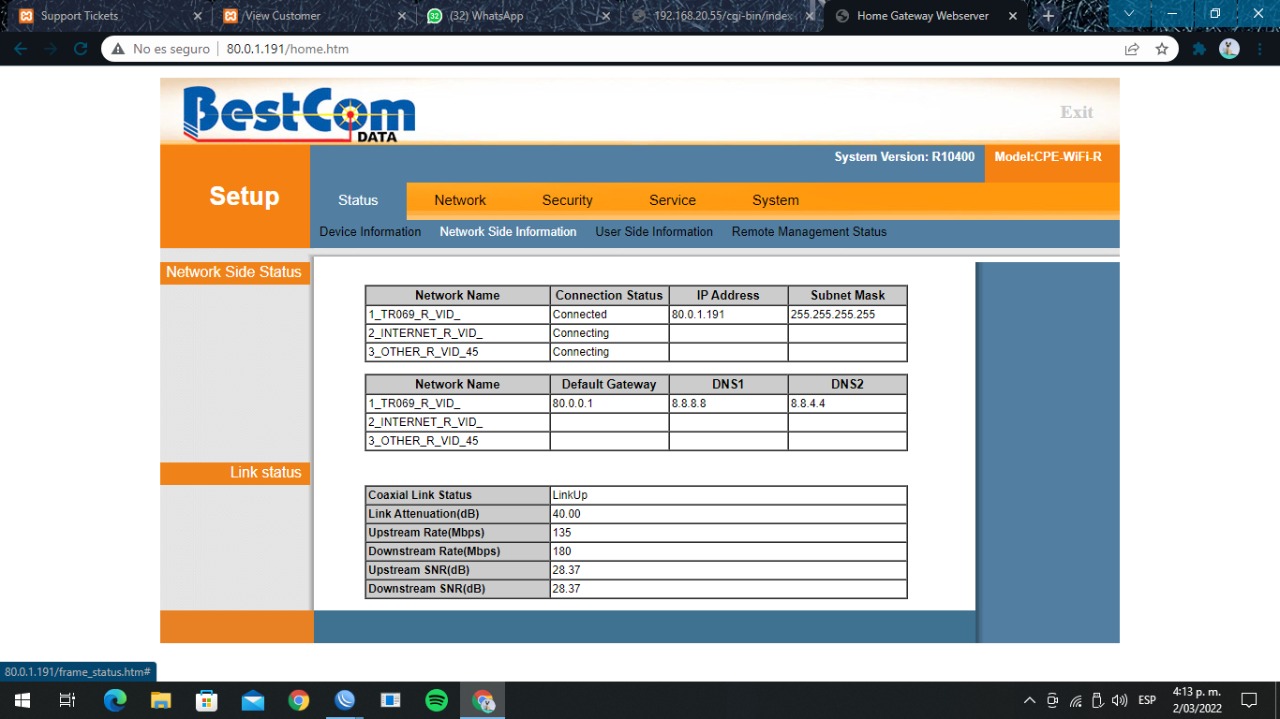 Support Tickets
View Customer
(32) WhatsApp
192.168.20.55/cgi-bin/index
Home Gateway Webserver
No es seguro | 80.0.1.191/home.htm
BestCom
DATA
Exit
System Version: R10400 Model:CPE-WiFi-R
Setup
Status Network Security Service System
Device Information Network Side Information User Side Information Remote Management Status
Network Side Status
Network Name Connection Status IP Address Subnet Mask
1_TR069_R_VID_ Connected 80.0.1.191 255.255.255.255
2_INTERNET_R_VID_ Connecting
3_OTHER_R_VID_45 Connecting
Network Name Default Gateway DNS1 DNS2
1_TR069_R_VID_ 80.0.0.1 8.8.8.8 8.8.4.4
2_INTERNET_R_VID_
3_OTHER_R_VID_45
Link status
Coaxial Link Status LinkUp
Link Attenuation(dB) 40.00
Upstream Rate(Mbps) 135
Downstream Rate(Mbps) 180
Upstream SNR(dB) 28.37
Downstream SNR(dB) 28.37
80.0.1.191/frame_status.htm#
ESP
4:13 p. m.
2/03/2022